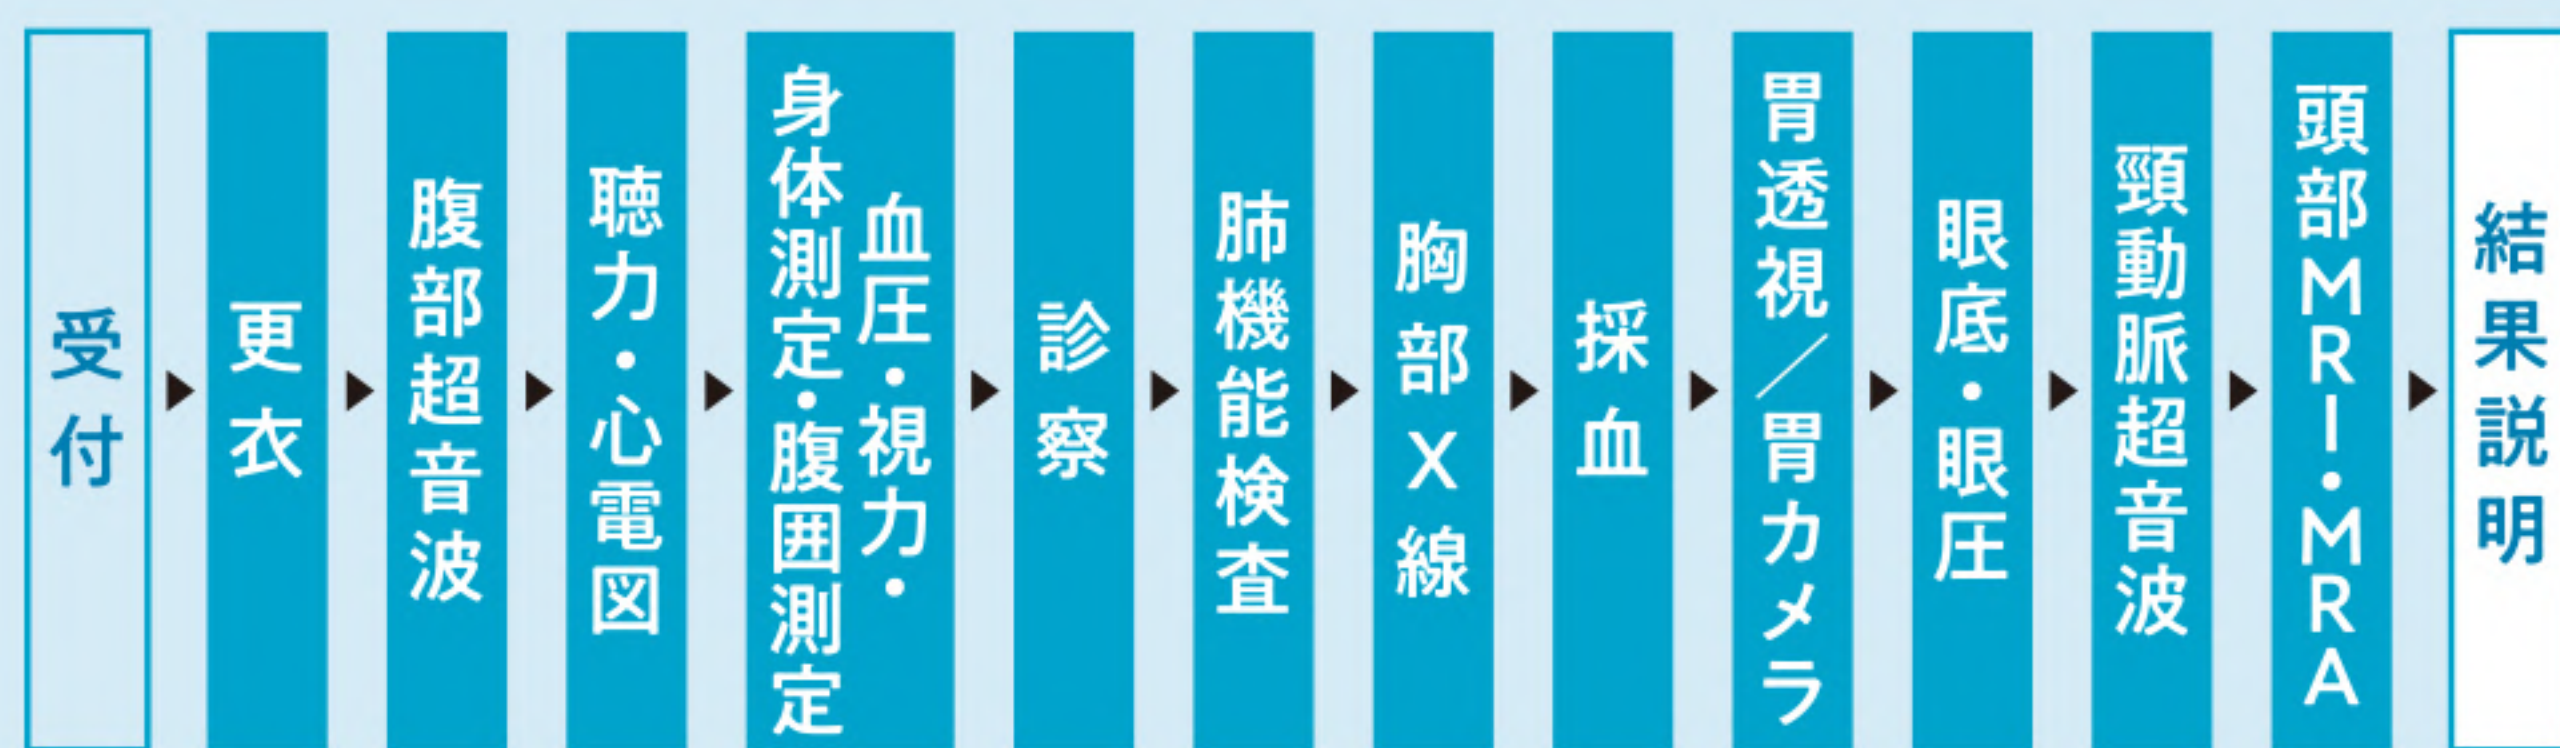 受付
更衣
腹部超音波
聴力・心電図
血圧・視力・
身体測定・腹囲測定
診察
肺機能検査
胸部X線
採血
胃透視／胃カメラ
眼底・眼圧
頸動脈超音波
頭部MRI・MRA
結果説明